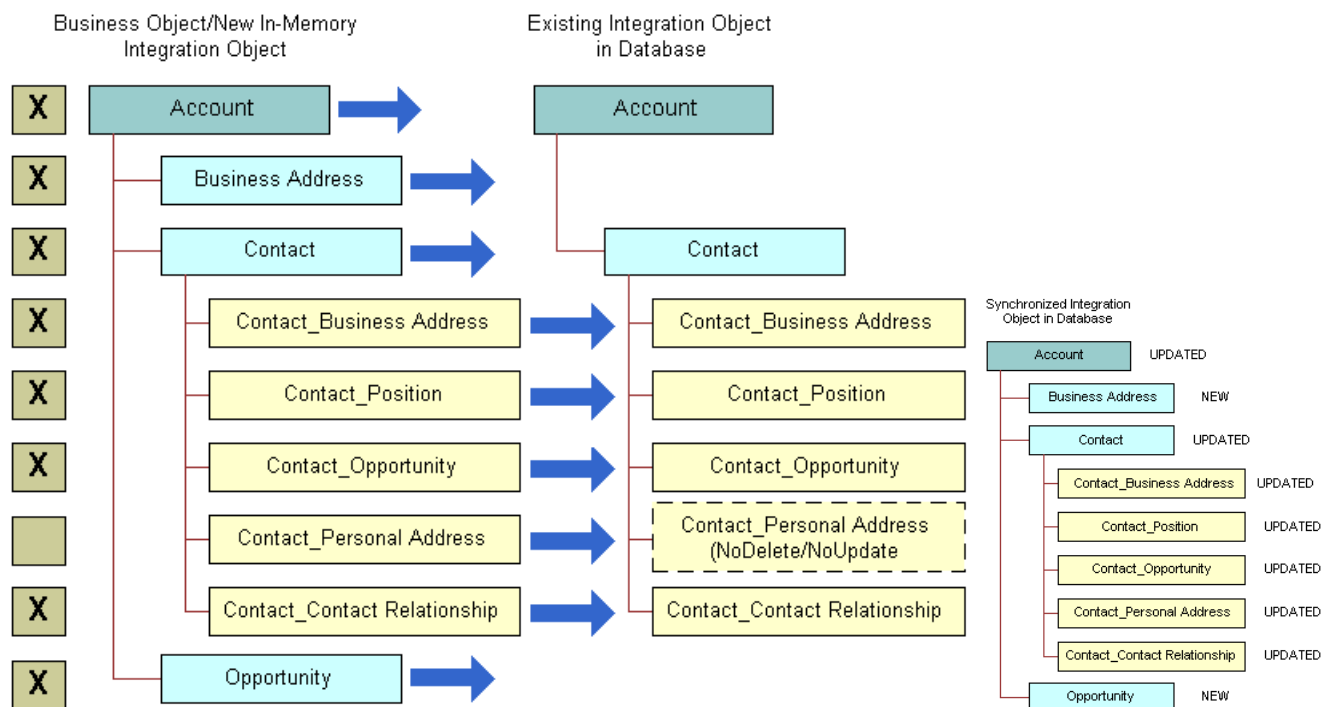 Business Object/New In-Memory
Integration Object
Existing Integration Object
in Database
X
Account
Account
X
Business Address
X
Contact
Contact
X
Contact_Business Address
Contact_Business Address
X
Contact_Position
Contact_Position
X
Contact_Opportunity
Contact_Opportunity
Contact_Personal Address
Contact_Personal Address
(NoDelete/NoUpdate
X
Contact_Contact Relationship
Contact_Contact Relationship
X
Opportunity
Synchronized Integration
Object in Database
Account UPDATED
Business Address NEW
Contact UPDATED
Contact_Business Address UPDATED
Contact_Position UPDATED
Contact_Opportunity UPDATED
Contact_Personal Address UPDATED
Contact_Contact Relationship UPDATED
Opportunity NEW